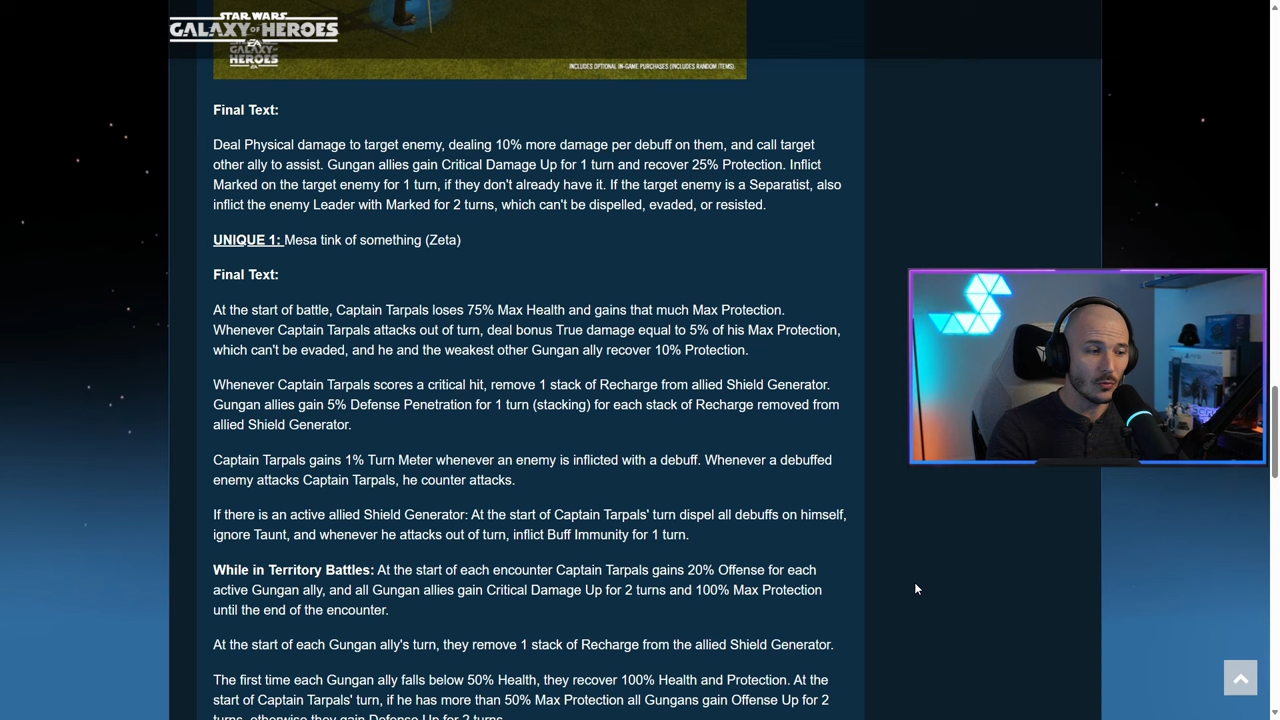 STAR WARS
GALAXY OF HEROES
EA
GALAXY
OF
HEROES
INCLUDES OPTIONAL IN-GAME PURCHASES (INCLUDES RANDOM ITEMS).
Final Text:
Deal Physical damage to target enemy, dealing 10% more damage per debuff on them, and call target
other ally to assist. Gungan allies gain Critical Damage Up for 1 turn and recover 25% Protection. Inflict
Marked on the target enemy for 1 turn, if they don't already have it. If the target enemy is a Separatist, also
inflict the enemy Leader with Marked for 2 turns, which can't be dispelled, evaded, or resisted.
UNIQUE 1: Mesa tink of something (Zeta)
Final Text:
At the start of battle, Captain Tarpals loses 75% Max Health and gains that much Max Protection.
Whenever Captain Tarpals attacks out of turn, deal bonus True damage equal to 5% of his Max Protection,
which can't be evaded, and he and the weakest other Gungan ally recover 10% Protection.
Whenever Captain Tarpals scores a critical hit, remove 1 stack of Recharge from allied Shield Generator.
Gungan allies gain 5% Defense Penetration for 1 turn (stacking) for each stack of Recharge removed from
allied Shield Generator.
Captain Tarpals gains 1% Turn Meter whenever an enemy is inflicted with a debuff. Whenever a debuffed
enemy attacks Captain Tarpals, he counter attacks.
If there is an active allied Shield Generator: At the start of Captain Tarpals' turn dispel all debuffs on himself,
ignore Taunt, and whenever he attacks out of turn, inflict Buff Immunity for 1 turn.
While in Territory Battles: At the start of each encounter Captain Tarpals gains 20% Offense for each
active Gungan ally, and all Gungan allies gain Critical Damage Up for 2 turns and 100% Max Protection
until the end of the encounter.
At the start of each Gungan ally's turn, they remove 1 stack of Recharge from the allied Shield Generator.
The first time each Gungan ally falls below 50% Health, they recover 100% Health and Protection. At the
start of Captain Tarpals' turn, if he has more than 50% Max Protection all Gungans gain Offense Up for 2
turns, otherwise they gain Defense Up for 2 turns.